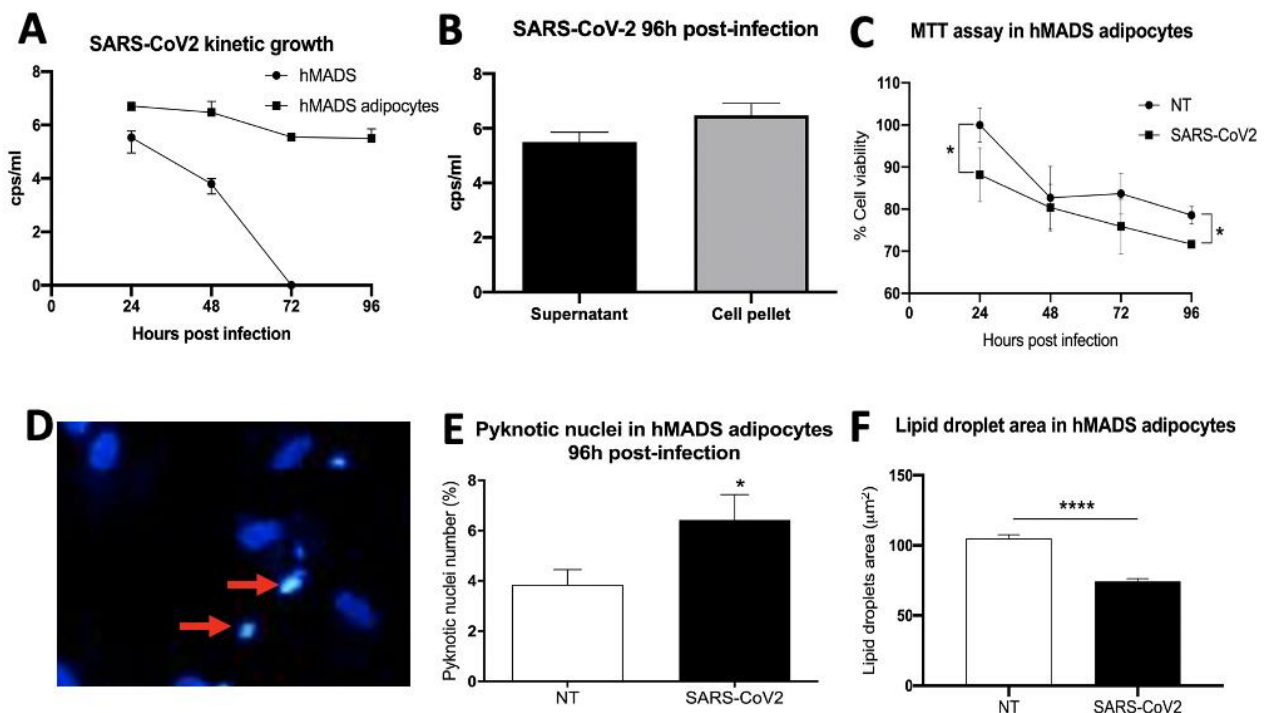 A
SARS-CoV2 kinetic growth
hMADS
hMADS adipocytes
8
6
4
2
0
cps/ml
0 24 48 72 96
Hours post infection
B
SARS-CoV-2 96h post-infection
8
6
4
2
0
cps/ml
Supernatant Cell pellet
C
MTT assay in hMADS adipocytes
NT
SARS-CoV2
110
100
90
80
70
60
% Cell viability
*
*
0 24 48 72 96
Hours post infection
D
E
Pyknotic nuclei in hMADS adipocytes
96h post-infection
8
6
4
2
0
Pyknotic nuclei number (%)
*
NT SARS-CoV2
F
Lipid droplet area in hMADS adipocytes
150
100
50
0
Lipid droplets area (μm²)
****
NT SARS-CoV2